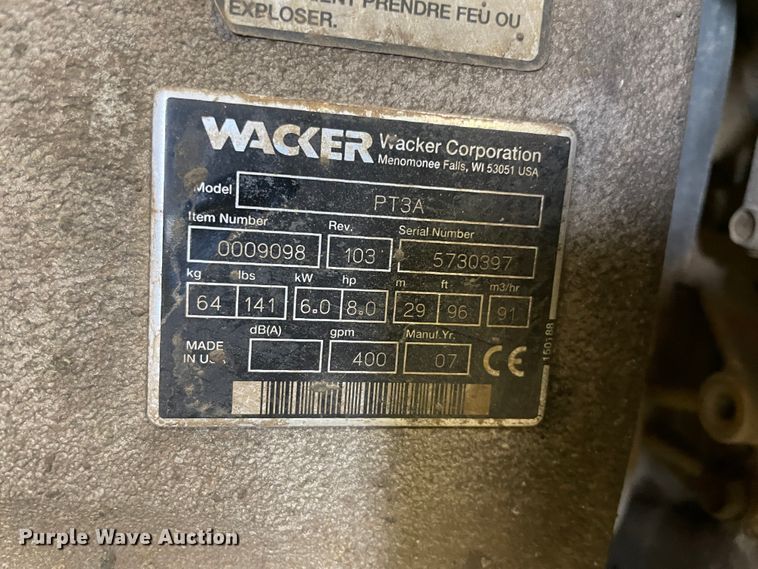 PRENDRE FEU OU
EXPLOSER.
WACKER Wacker Corporation
Menomonee Falls, WI 53051 USA
Model PT3A
Item Number Rev. Serial Number
0009098 103 5730397
kg lbs kW hp m ft m3/hr
64 141 6.0 8.0 29 96 91
dB(A) gpm Manuf.Yr.
MADE
IN 400 07 CE
150188
Purple Wave Auction